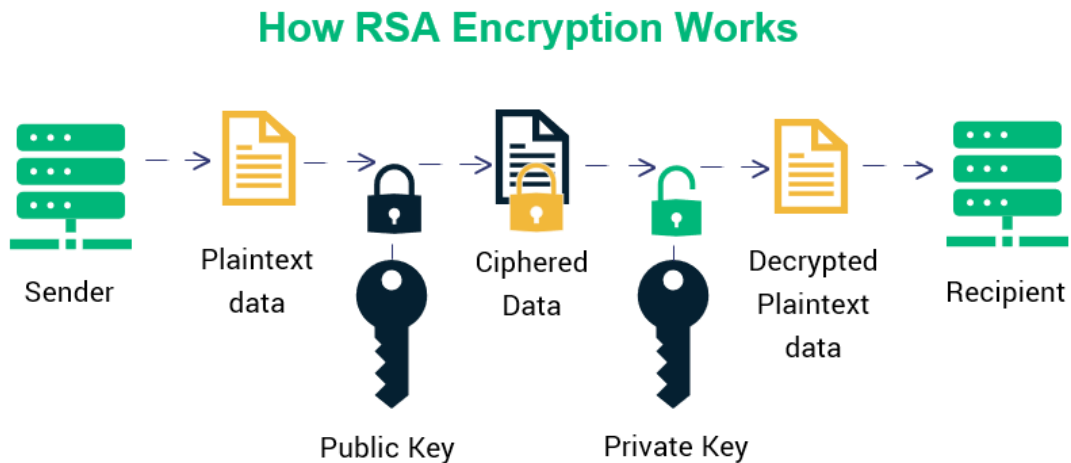 How RSA Encryption Works
Sender
Plaintext
data
Public Key
Ciphered
Data
Private Key
Decrypted
Plaintext
data
Recipient